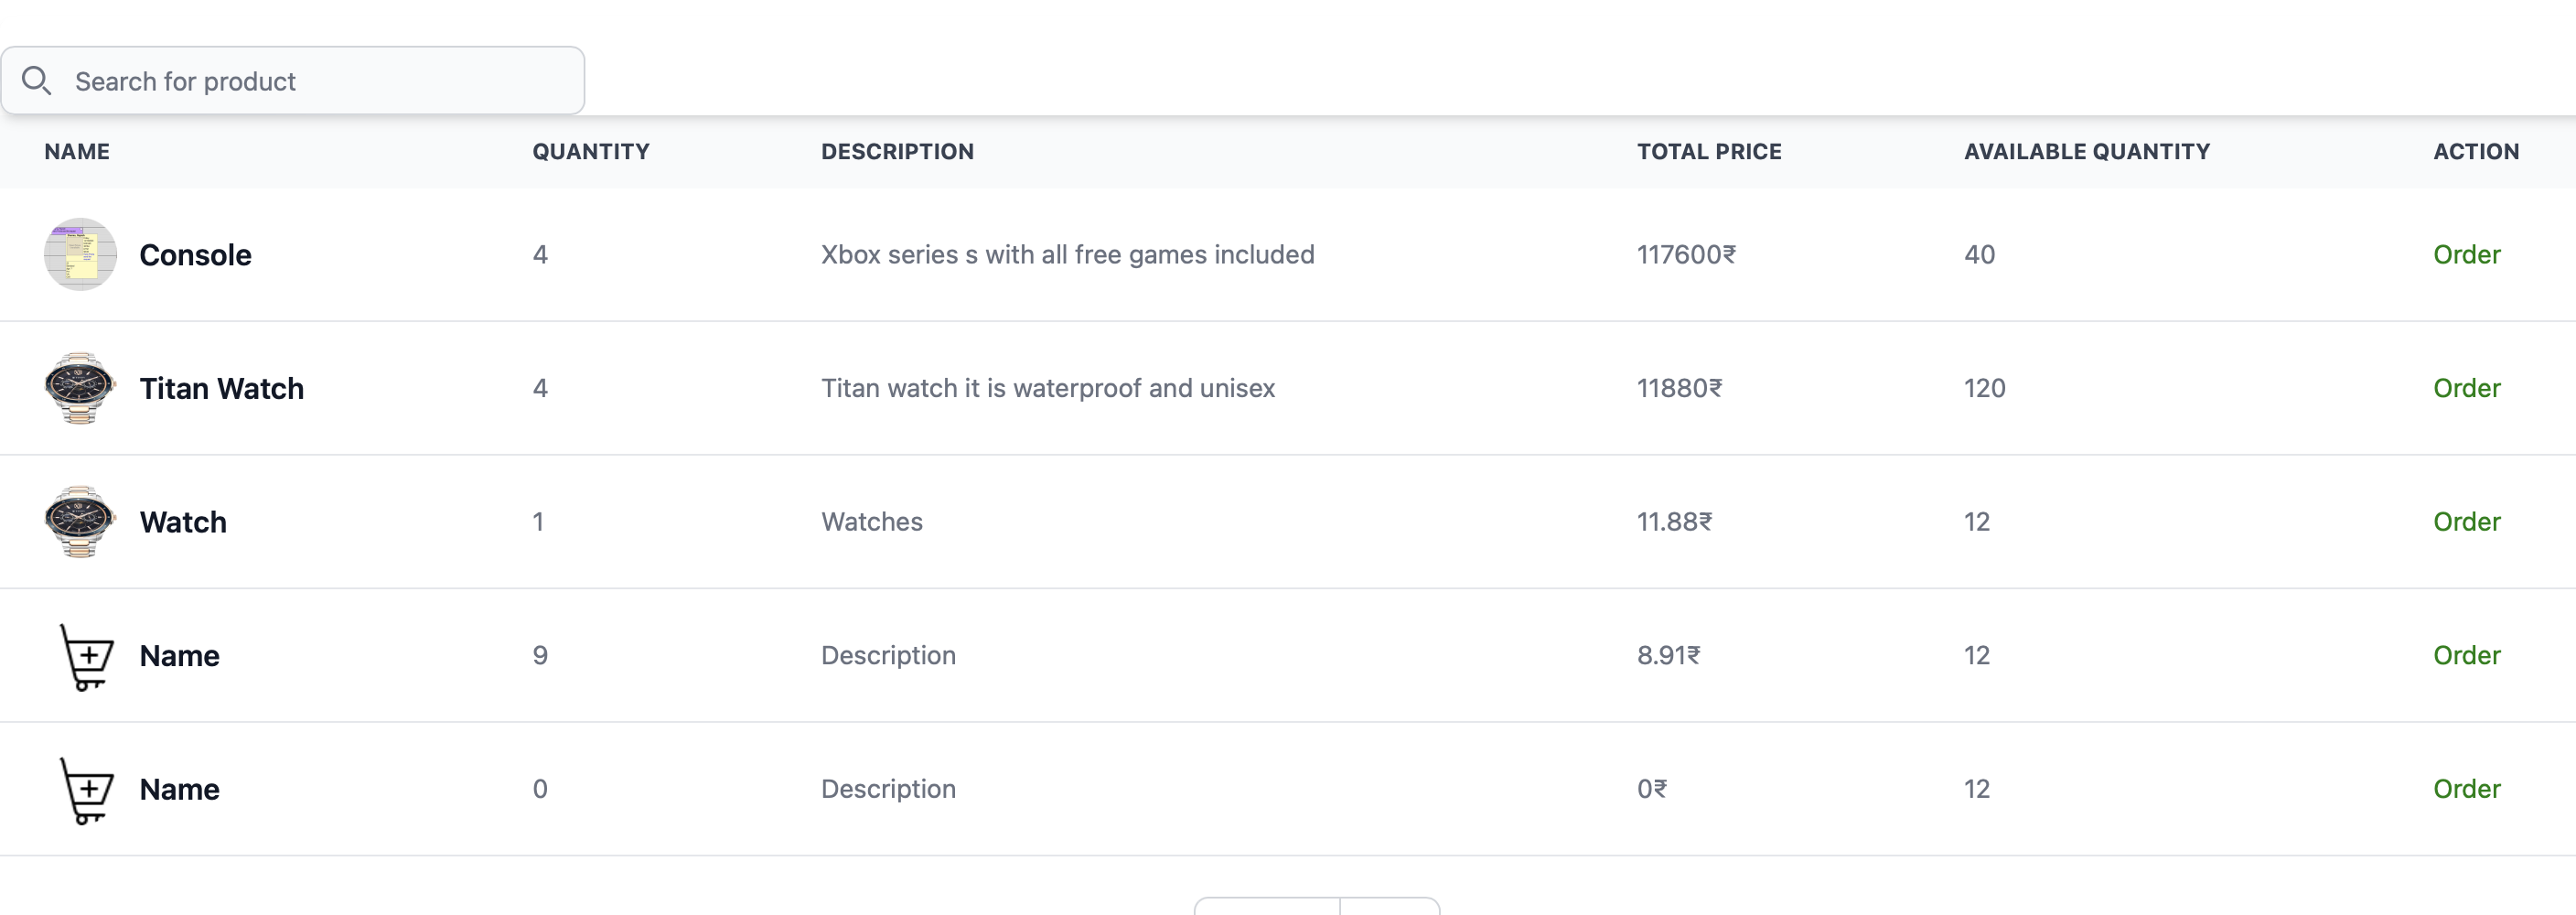 Search for product
NAME QUANTITY DESCRIPTION TOTAL PRICE AVAILABLE QUANTITY ACTION
Console 4 Xbox series s with all free games included 117600₹ 40 Order
Titan Watch 4 Titan watch it is waterproof and unisex 11880₹ 120 Order
Watch 1 Watches 11.88₹ 12 Order
Name 9 Description 8.91₹ 12 Order
Name 0 Description 0₹ 12 Order